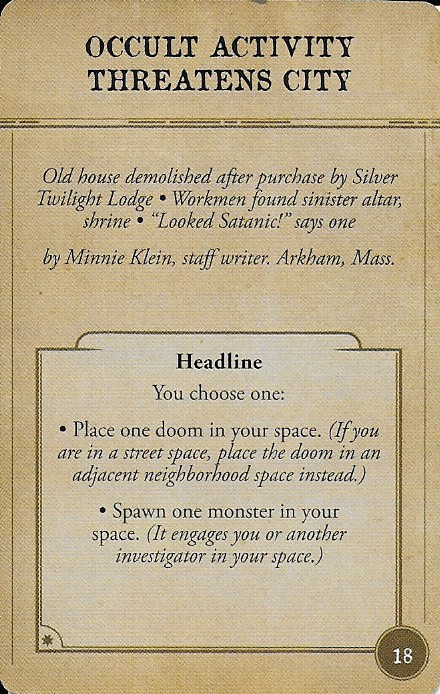 OCCULT ACTIVITY
THREATENS CITY
Old house demolished after purchase by Silver
Twilight Lodge • Workmen found sinister altar,
shrine • “Looked Satanic!” says one
by Minnie Klein, staff writer. Arkham, Mass.
Headline
You choose one:
• Place one doom in your space. (If you
are in a street space, place the doom in an
adjacent neighborhood space instead.)
• Spawn one monster in your
space. (It engages you or another
investigator in your space.)
18